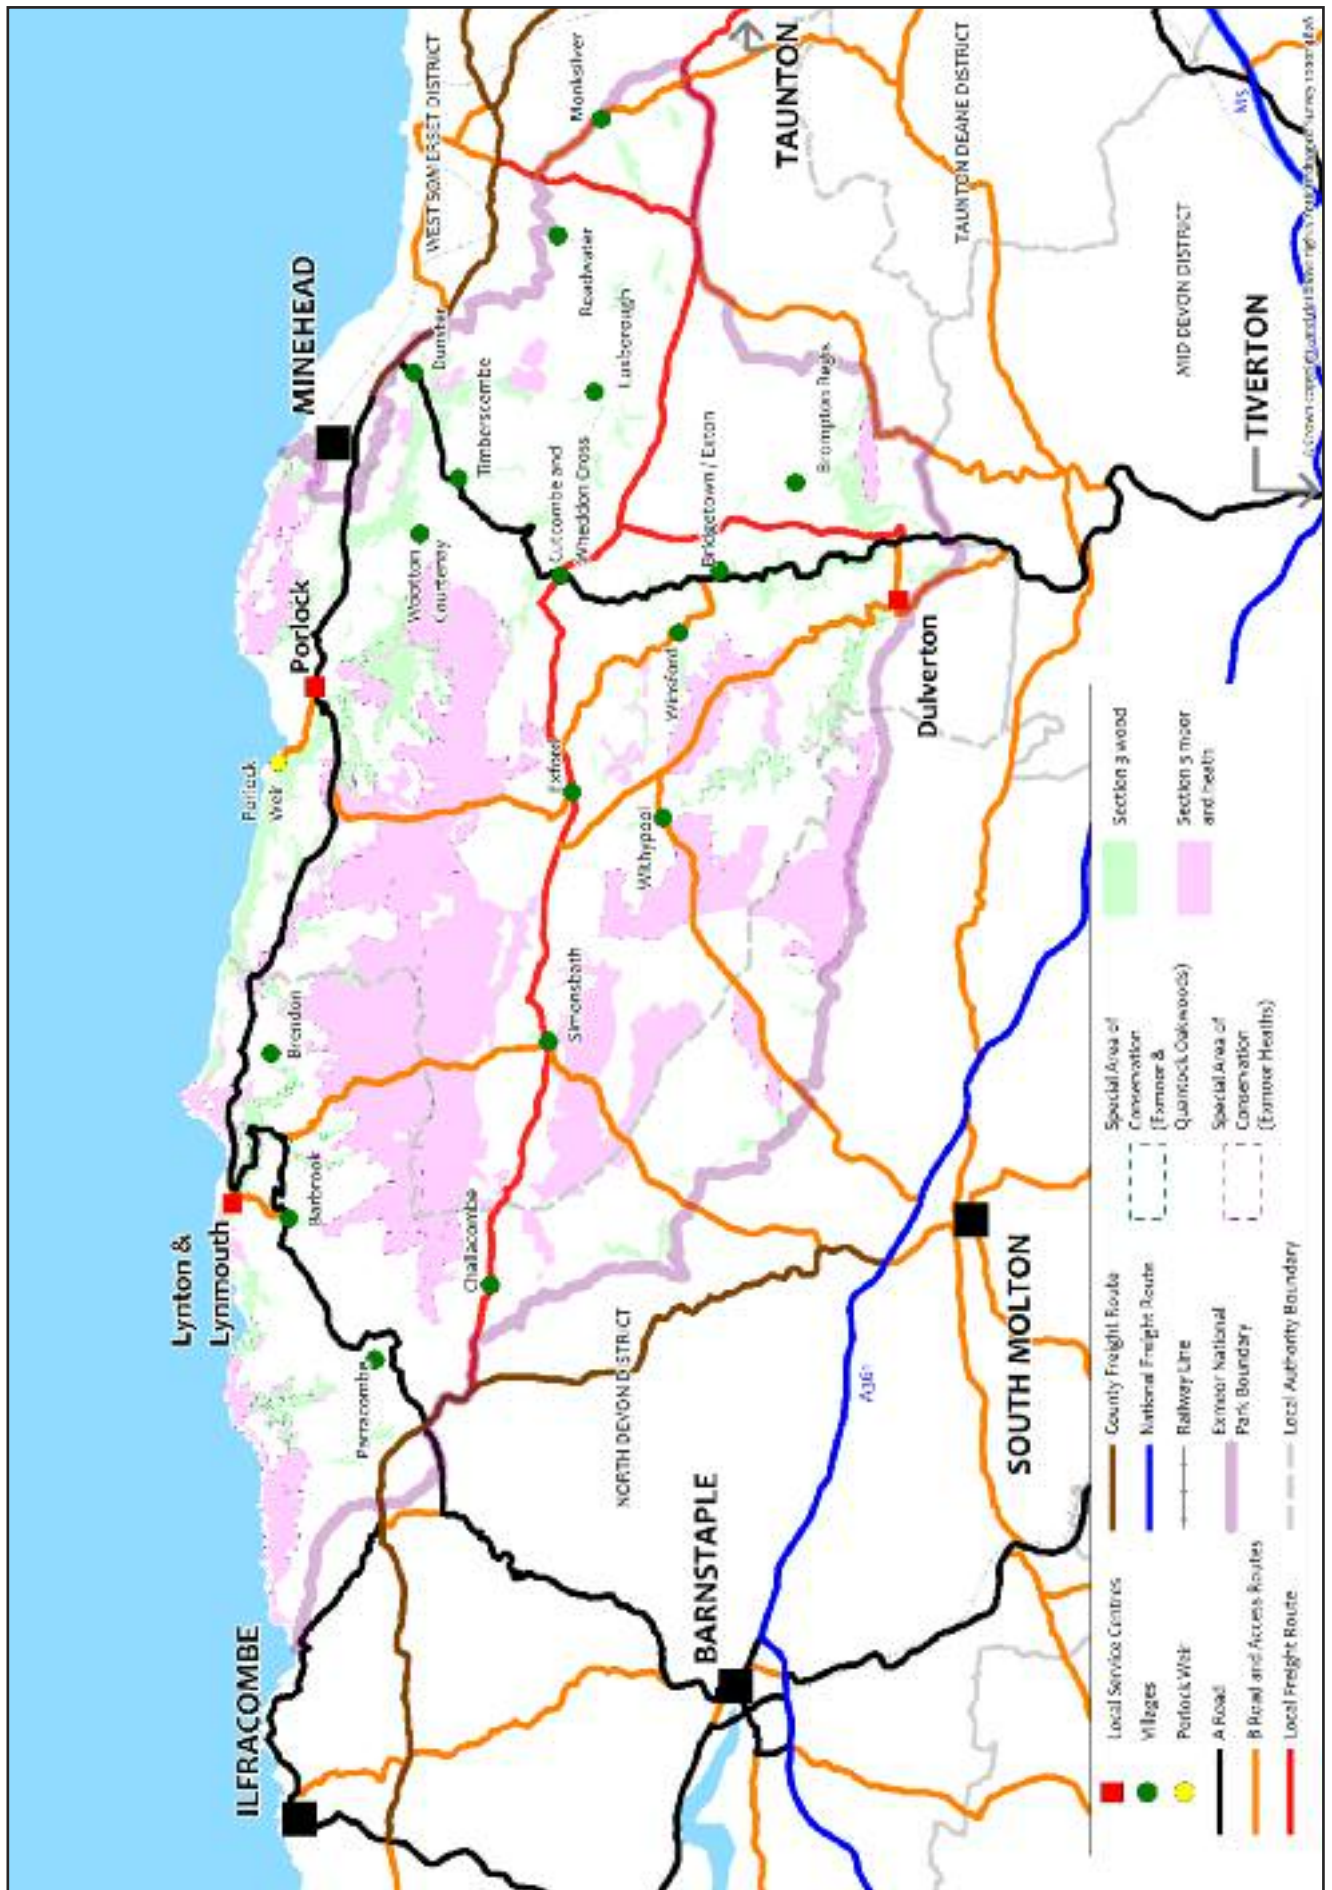 ILFRACOMBE
Lynton &
Lynmouth
Porlock
Weir
Porlock
MINEHEAD
WEST SOMERSET DISTRICT
Brendon
Barbrook
Parracombe
Challacombe
Simonsbath
Exford
Withypool
Winsford
Wootton
Courtenay
Timberscombe
Dunster
Cutcombe and
Wheddon Cross
Luxborough
Roadwater
Monksilver
Bridgetown / Exton
Brompton Regis
Dulverton
TAUNTON
TAUNTON DEANE DISTRICT
MID DEVON DISTRICT
TIVERTON
M5
NORTH DEVON DISTRICT
BARNSTAPLE
A361
SOUTH MOLTON
Local Service Centres
Villages
Porlock Weir
A Road
B Road and Access Routes
Local Freight Route
County Freight Route
National Freight Route
Railway Line
Exmoor National
Park Boundary
Local Authority Boundary
Special Area of
Conservation
(Exmoor &
Quantock Oakwoods)
Special Area of
Conservation
(Exmoor Heaths)
Section 3 wood
Section 3 moor
and heath